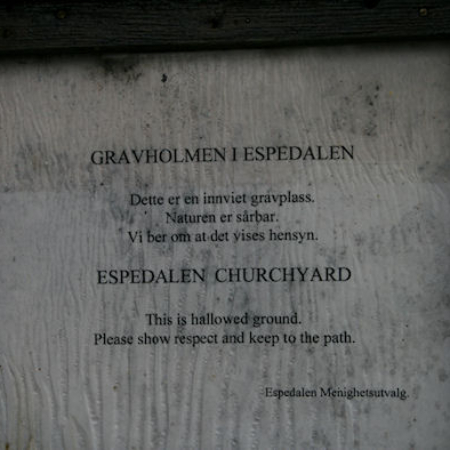 GRAVHOLMEN I ESPEDALEN
Dette er en innviet gravplass.
Naturen er sårbar.
Vi ber om at det vises hensyn.
ESPEDALEN CHURCHYARD
This is hallowed ground.
Please show respect and keep to the path.
Espedalen Menighetsutvalg.